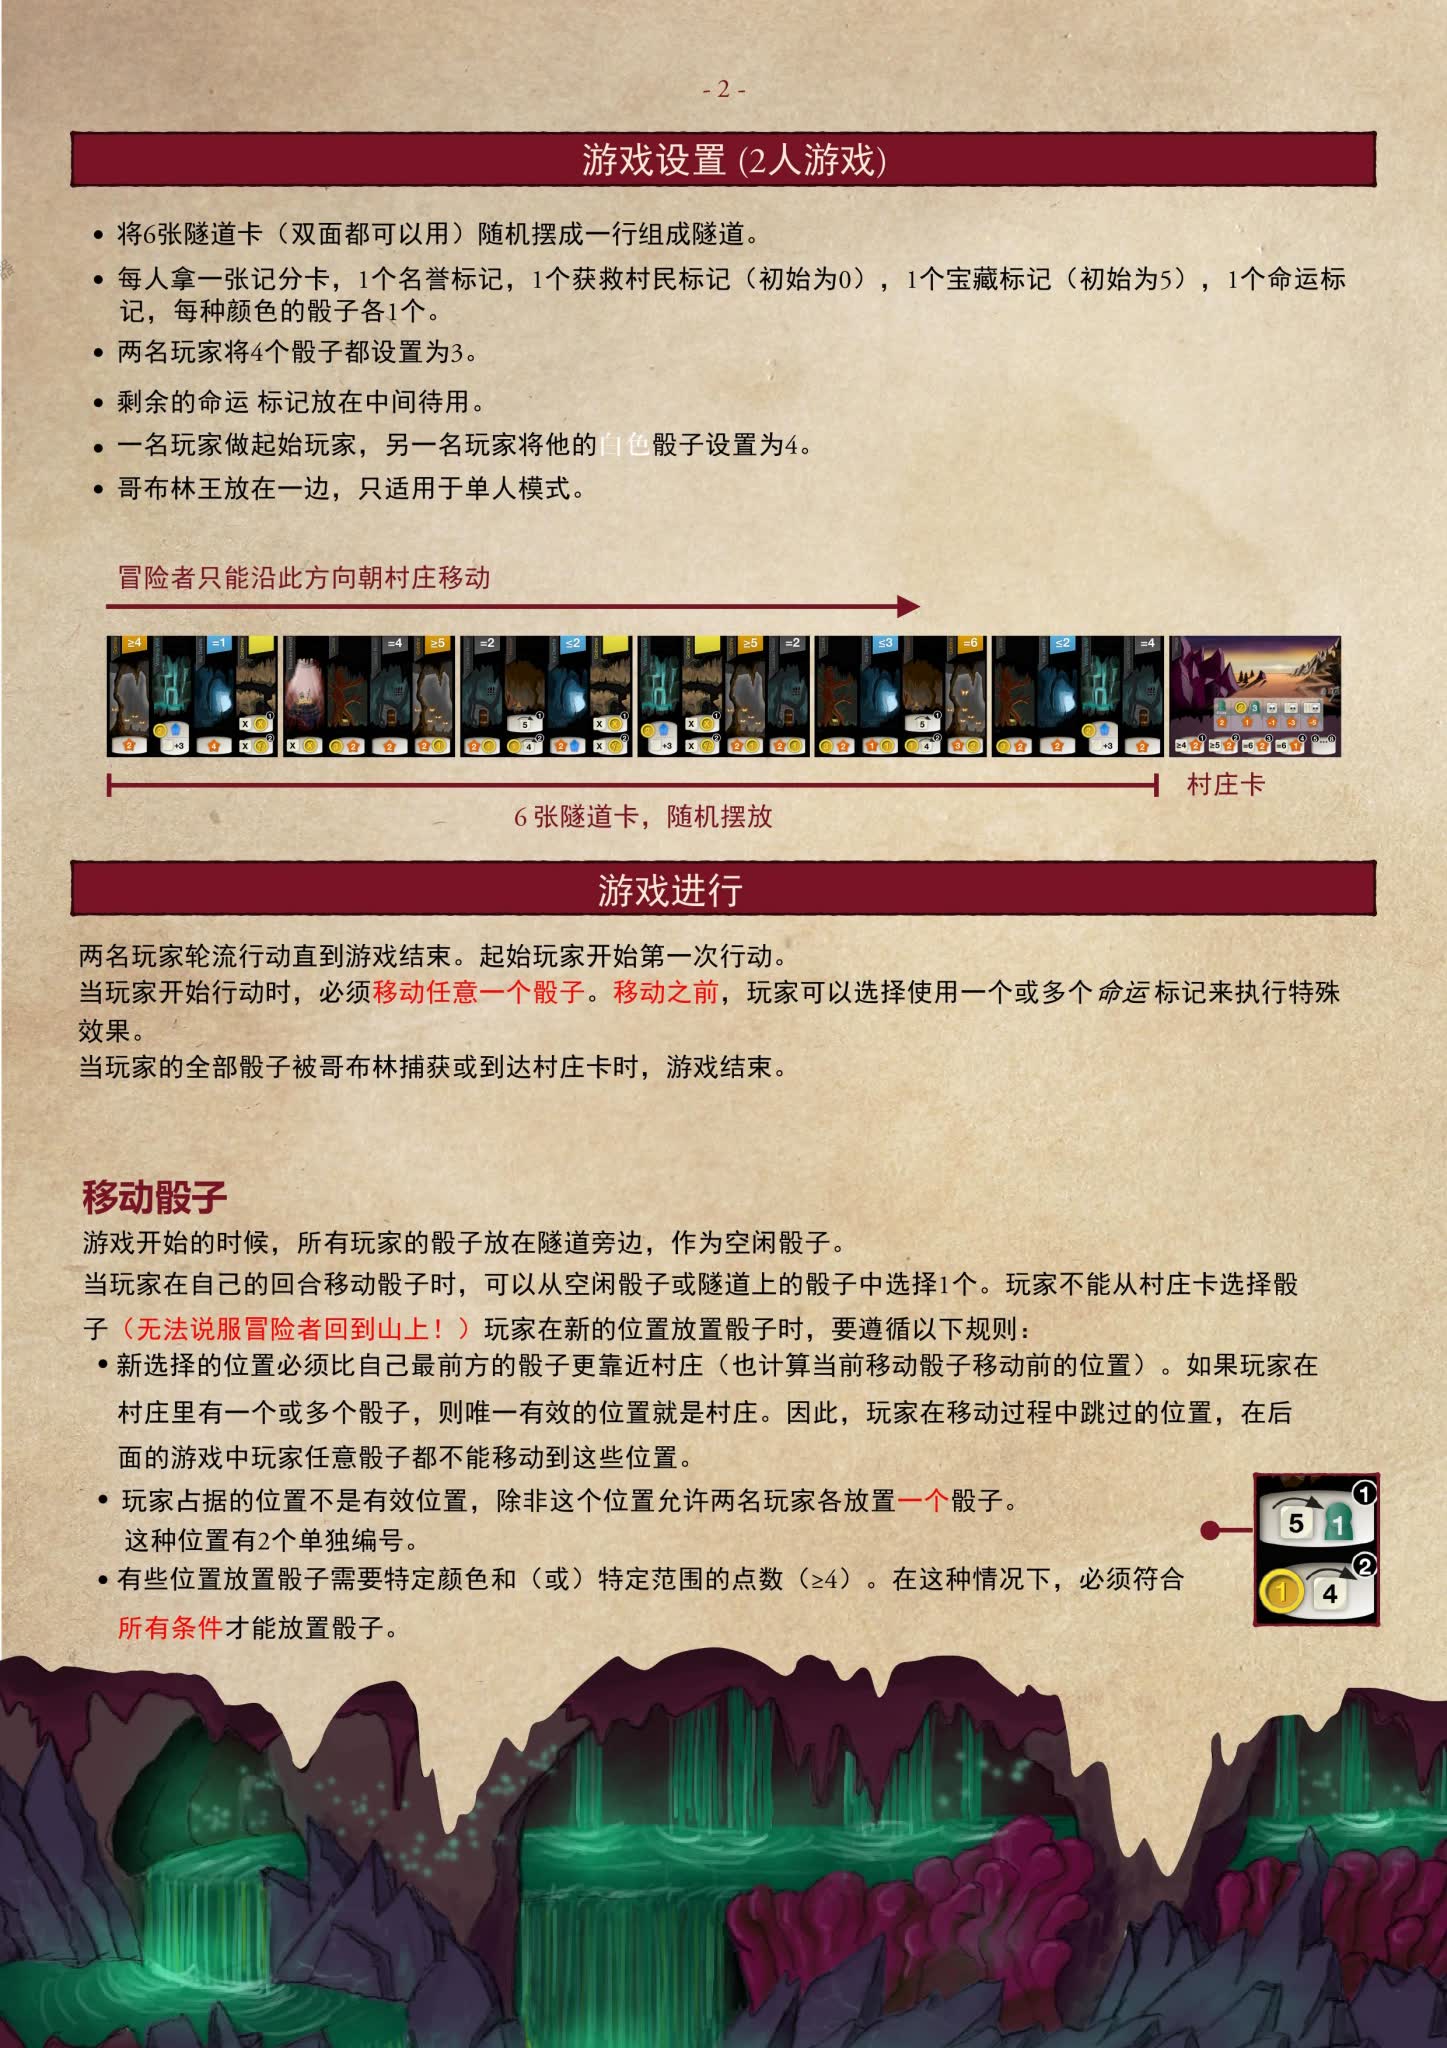 - 2 -
游戏设置 (2人游戏)
• 将6张隧道卡（双面都可以用）随机摆成一行组成隧道。
• 每人拿一张记分卡，1个名誉标记，1个获救村民标记（初始为0），1个宝藏标记（初始为5），1个命运标
记，每种颜色的骰子各1个。
• 两名玩家将4个骰子都设置为3。
• 剩余的命运 标记放在中间待用。
• 一名玩家做起始玩家，另一名玩家将他的白色骰子设置为4。
• 哥布林王放在一边，只适用于单人模式。
冒险者只能沿此方向朝村庄移动
≥4 =1 =4 ≥5 =2 ≤2 ≥5 =2 ≤3 =6 ≤2 =4
村庄卡
6 张隧道卡，随机摆放
游戏进行
两名玩家轮流行动直到游戏结束。起始玩家开始第一次行动。
当玩家开始行动时，必须移动任意一个骰子。移动之前，玩家可以选择使用一个或多个命运 标记来执行特殊
效果。
当玩家的全部骰子被哥布林捕获或到达村庄卡时，游戏结束。
移动骰子
游戏开始的时候，所有玩家的骰子放在隧道旁边，作为空闲骰子。
当玩家在自己的回合移动骰子时，可以从空闲骰子或隧道上的骰子中选择1个。玩家不能从村庄卡选择骰
子（无法说服冒险者回到山上！）玩家在新的位置放置骰子时，要遵循以下规则：
• 新选择的位置必须比自己最前方的骰子更靠近村庄（也计算当前移动骰子移动前的位置）。如果玩家在
村庄里有一个或多个骰子，则唯一有效的位置就是村庄。因此，玩家在移动过程中跳过的位置，在后
面的游戏中玩家任意骰子都不能移动到这些位置。
• 玩家占据的位置不是有效位置，除非这个位置允许两名玩家各放置一个骰子。
这种位置有2个单独编号。
5 1 1
1 4 2
• 有些位置放置骰子需要特定颜色和（或）特定范围的点数（≥4）。在这种情况下，必须符合
所有条件才能放置骰子。